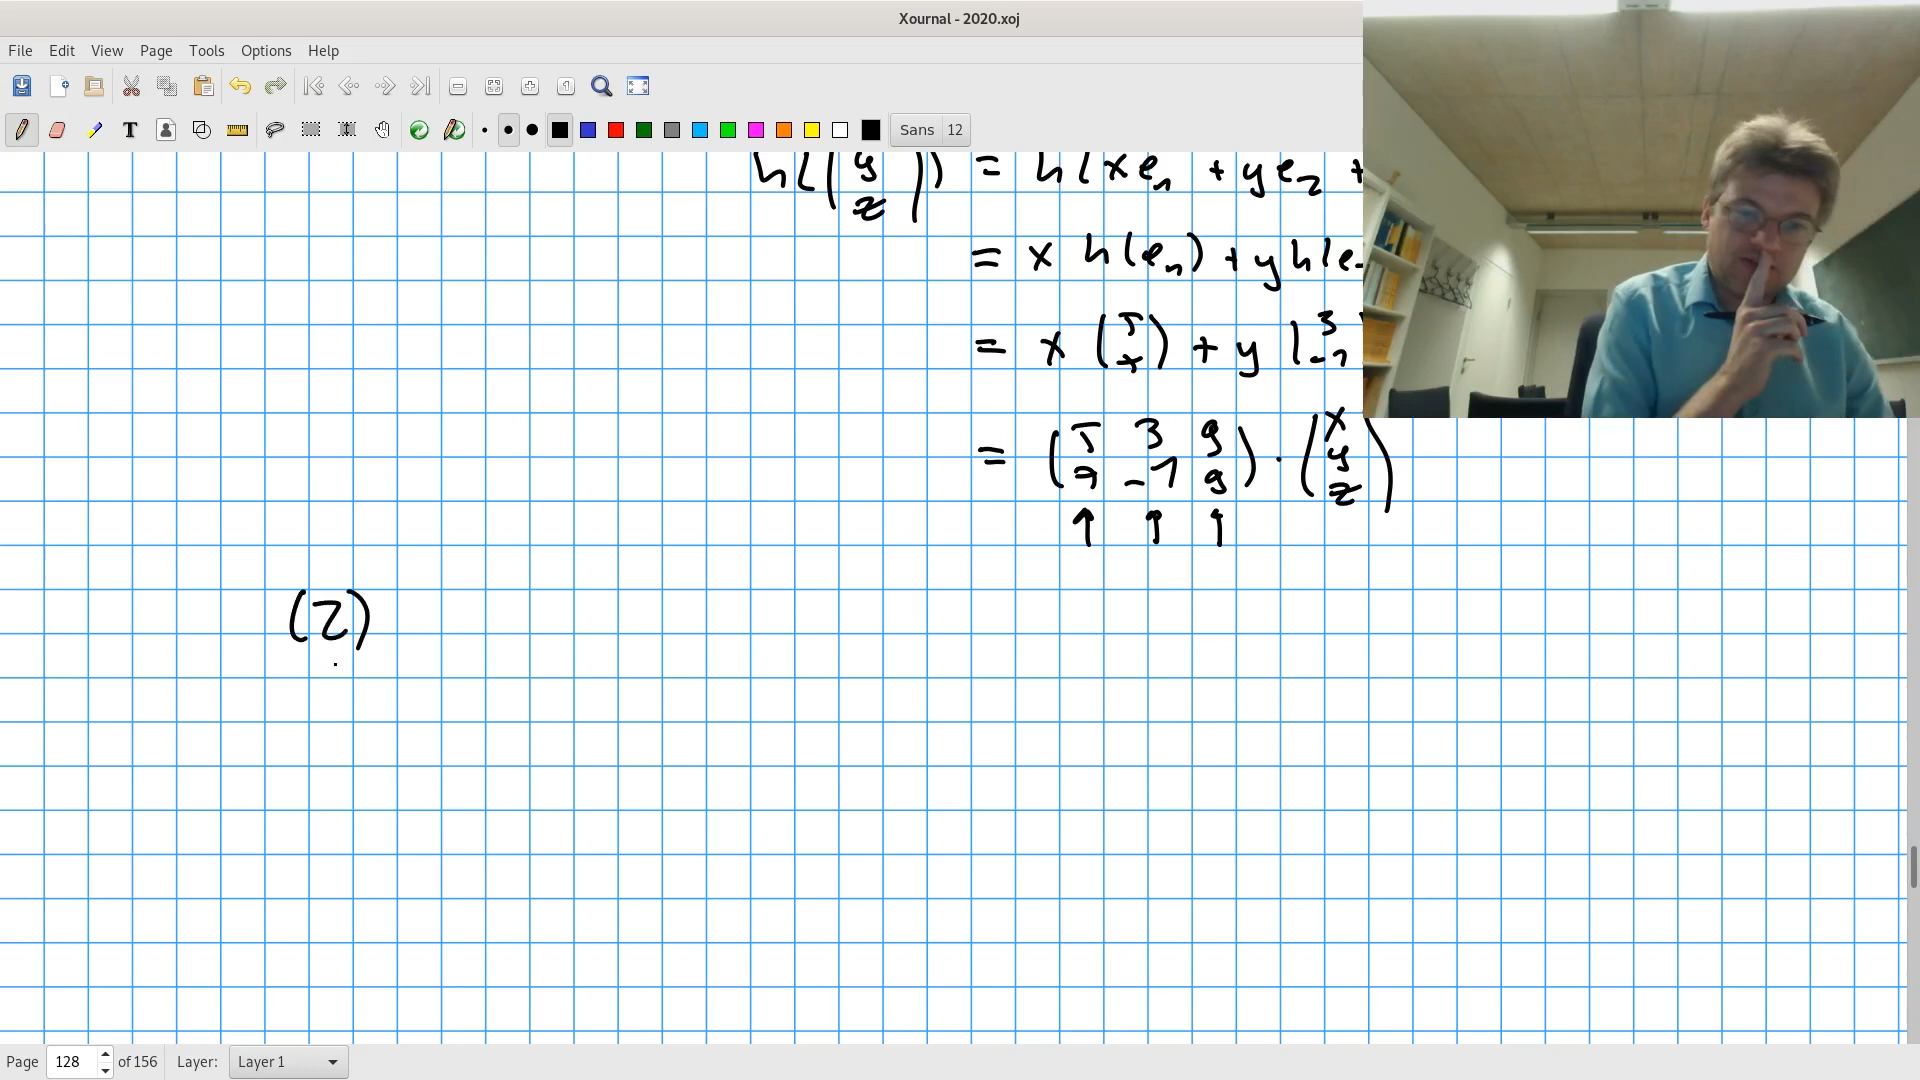 Xournal - 2020.xoj
File Edit View Page Tools Options Help
Sans 12
h((y z)) = h(xe₁ + ye₂ +
= x h(e₁) + y h(e
= x (5 7) + y (3 -1
= (5 3 9
7 -1 9) · (x y z)
↑ ↑ ↑
(2)
Page 128 of 156 Layer: Layer 1